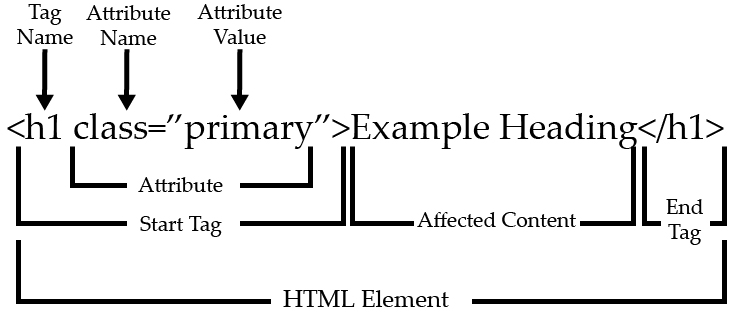 Tag Name Attribute Name Attribute Value
<h1 class=”primary”>Example Heading</h1>
Attribute
Start Tag
Affected Content
End Tag
HTML Element